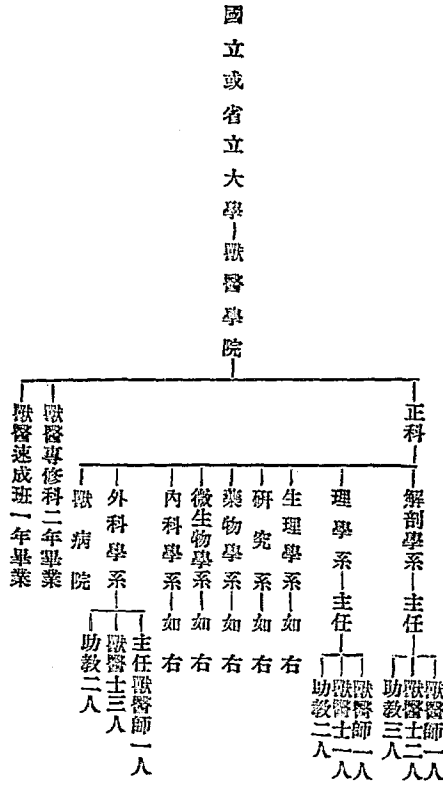 國立或省立大學—獸醫學院
正科
解剖學系—主任
獸醫師一人
獸醫士二人
助教三人
理學系—主任
獸醫師一人
獸醫士一人
助教二人
生理學系—如右
研究系—如右
藥物學系—如右
微生物學系—如右
內科學系—如右
外科學系
主任獸醫師一人
獸醫士三人
助教二人
獸病院
獸醫專修科二年畢業
獸醫速成班一年畢業